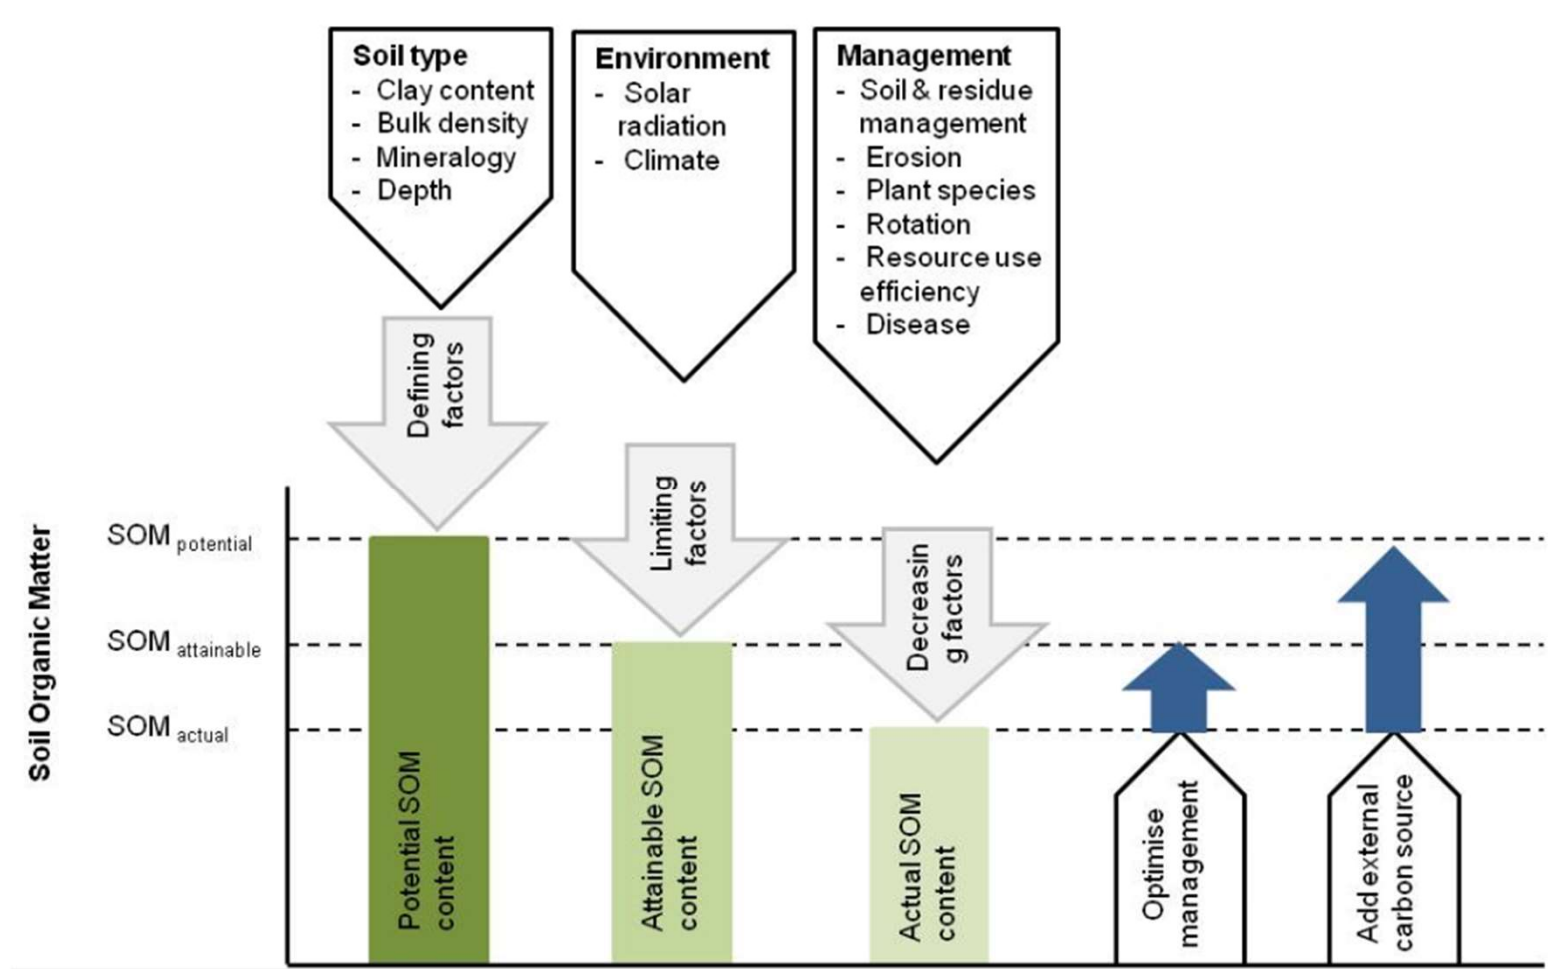 Soil type
- Clay content
- Bulk density
- Mineralogy
- Depth
Environment
- Solar
radiation
- Climate
Management
- Soil & residue
management
- Erosion
- Plant species
- Rotation
- Resource use
efficiency
- Disease
Defining
factors
Limiting
factors
Decreasin
g factors
Soil Organic Matter
SOM potential
SOM attainable
SOM actual
Potential SOM
content
Attainable SOM
content
Actual SOM
content
Optimise
management
Add external
carbon source